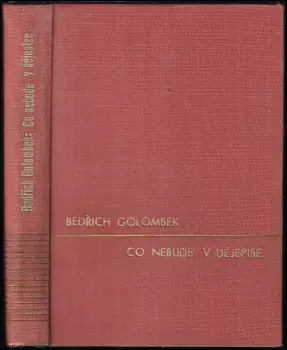 Bedřich Golombek: Co nebude v dějepise
BEDŘICH GOLOMBEK
CO NEBUDE V DĚJEPISE